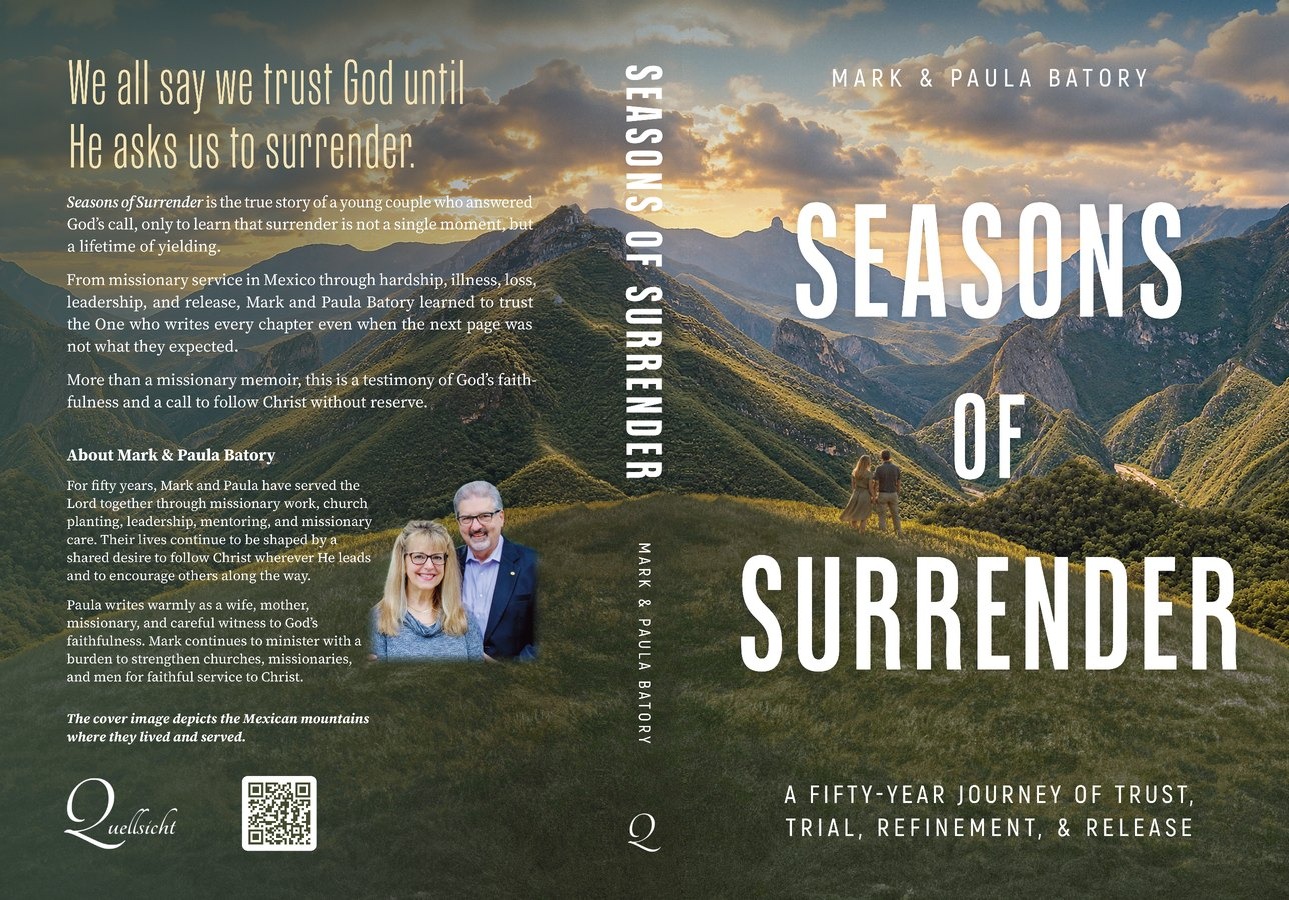 We all say we trust God until
He asks us to surrender.
Seasons of Surrender is the true story of a young couple who answered
God's call, only to learn that surrender is not a single moment, but
a lifetime of yielding.
From missionary service in Mexico through hardship, illness, loss,
leadership, and release, Mark and Paula Batory learned to trust
the One who writes every chapter even when the next page was
not what they expected.
More than a missionary memoir, this is a testimony of God's faith-
fulness and a call to follow Christ without reserve.
About Mark & Paula Batory
For fifty years, Mark and Paula have served the
Lord together through missionary work, church
planting, leadership, mentoring, and missionary
care. Their lives continue to be shaped by a
shared desire to follow Christ wherever He leads
and to encourage others along the way.
Paula writes warmly as a wife, mother,
missionary, and careful witness to God's
faithfulness. Mark continues to minister with a
burden to strengthen churches, missionaries,
and men for faithful service to Christ.
The cover image depicts the Mexican mountains
where they lived and served.
Quellsicht
SEASONS OF SURRENDER
MARK & PAULA BATORY
Q
MARK & PAULA BATORY
SEASONS
OF
SURRENDER
A FIFTY-YEAR JOURNEY OF TRUST,
TRIAL, REFINEMENT, & RELEASE